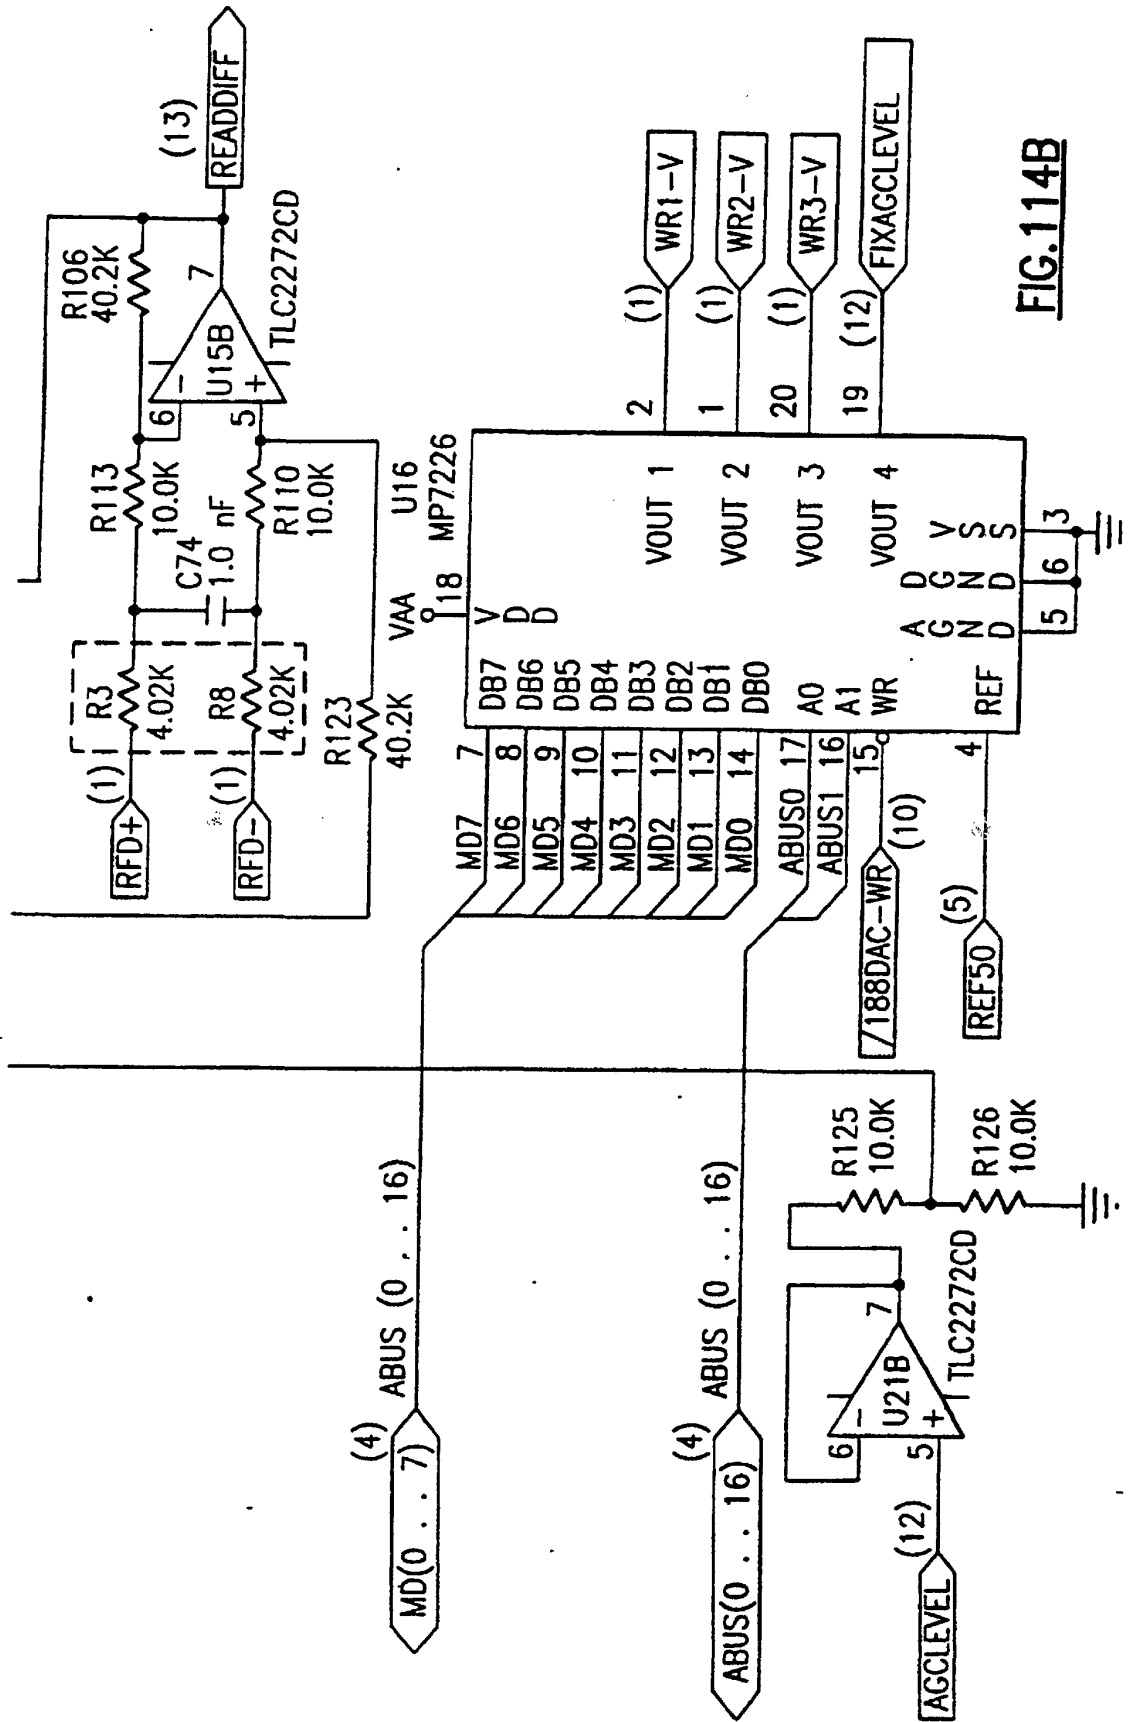 RFD+
(1)
R3
4.02K
R113
10.0K
R106
40.2K
C74
1.0 nF
RFD-
(1)
R8
4.02K
R110
10.0K
6
5
-
+
U15B
7
TLC2272CD
READDIFF
(13)
R123
40.2K
MD(0 . . 7)
(4)
ABUS (0 . . 16)
MD7 7
MD6 8
MD5 9
MD4 10
MD3 11
MD2 12
MD1 13
MD0 14
VAA
18
U16
MP7226
V
D
D
DB7
DB6
DB5
DB4
DB3
DB2
DB1
DB0
A0
A1
WR
REF
VOUT 1
VOUT 2
VOUT 3
VOUT 4
A
G
N
D
D
G
N
D
V
S
S
5
6
3
2
(1)
WR1-V
1
(1)
WR2-V
20
(1)
WR3-V
19
(12)
FIXAGCLEVEL
ABUS(0 . . 16)
(4)
ABUS (0 . . 16)
ABUS0 17
ABUS1 16
15
/188DAC-WR
(10)
REF50
(5)
4
AGCLEVEL
(12)
6
5
-
+
U21B
7
TLC2272CD
R125
10.0K
R126
10.0K
FIG.114B